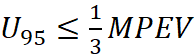 U₉₅ ≤ ⅓ MPEV